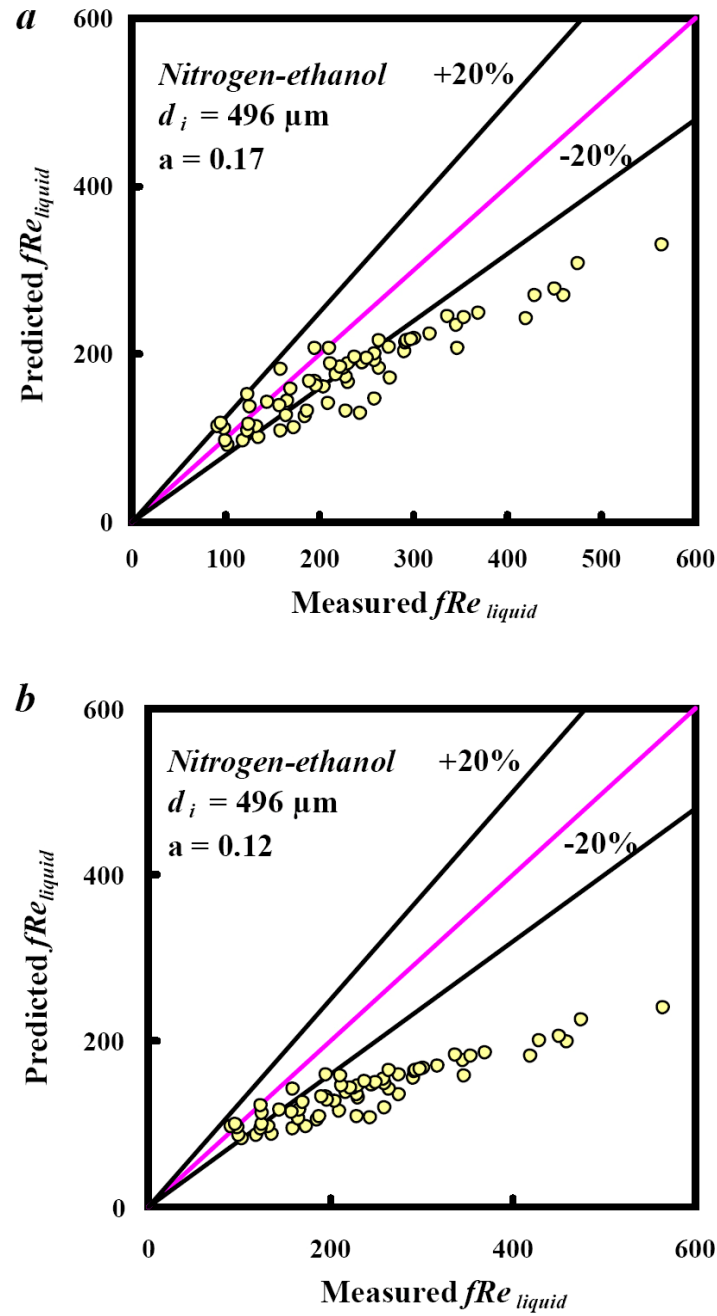 a
600
Nitrogen-ethanol
+20%
d i = 496 µm
a = 0.17
-20%
400
Predicted fRe liquid
200
0
0 100 200 300 400 500 600
Measured fRe liquid
b
600
Nitrogen-ethanol
+20%
d i = 496 µm
a = 0.12
-20%
400
Predicted fRe liquid
200
0
0 200 400 600
Measured fRe liquid